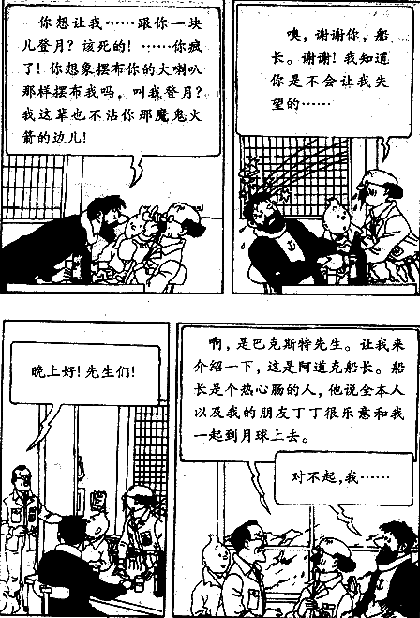 你想让我……跟你一块
儿登月？该死的！……你疯
了！你想象摆布你的大喇叭
那样摆布我吗，叫我登月？
我这辈也不沾你那魔鬼火
箭的边儿！
噢，谢谢你，船
长。谢谢！我知道
你是不会让我失
望的……
晚上好！先生们！
啊，是巴克斯特先生。让我来
介绍一下，这是阿道克船长。船
长是个热心肠的人，他说全本人
以及我的朋友丁丁很乐意和我
一起到月球上去。
对不起，我……